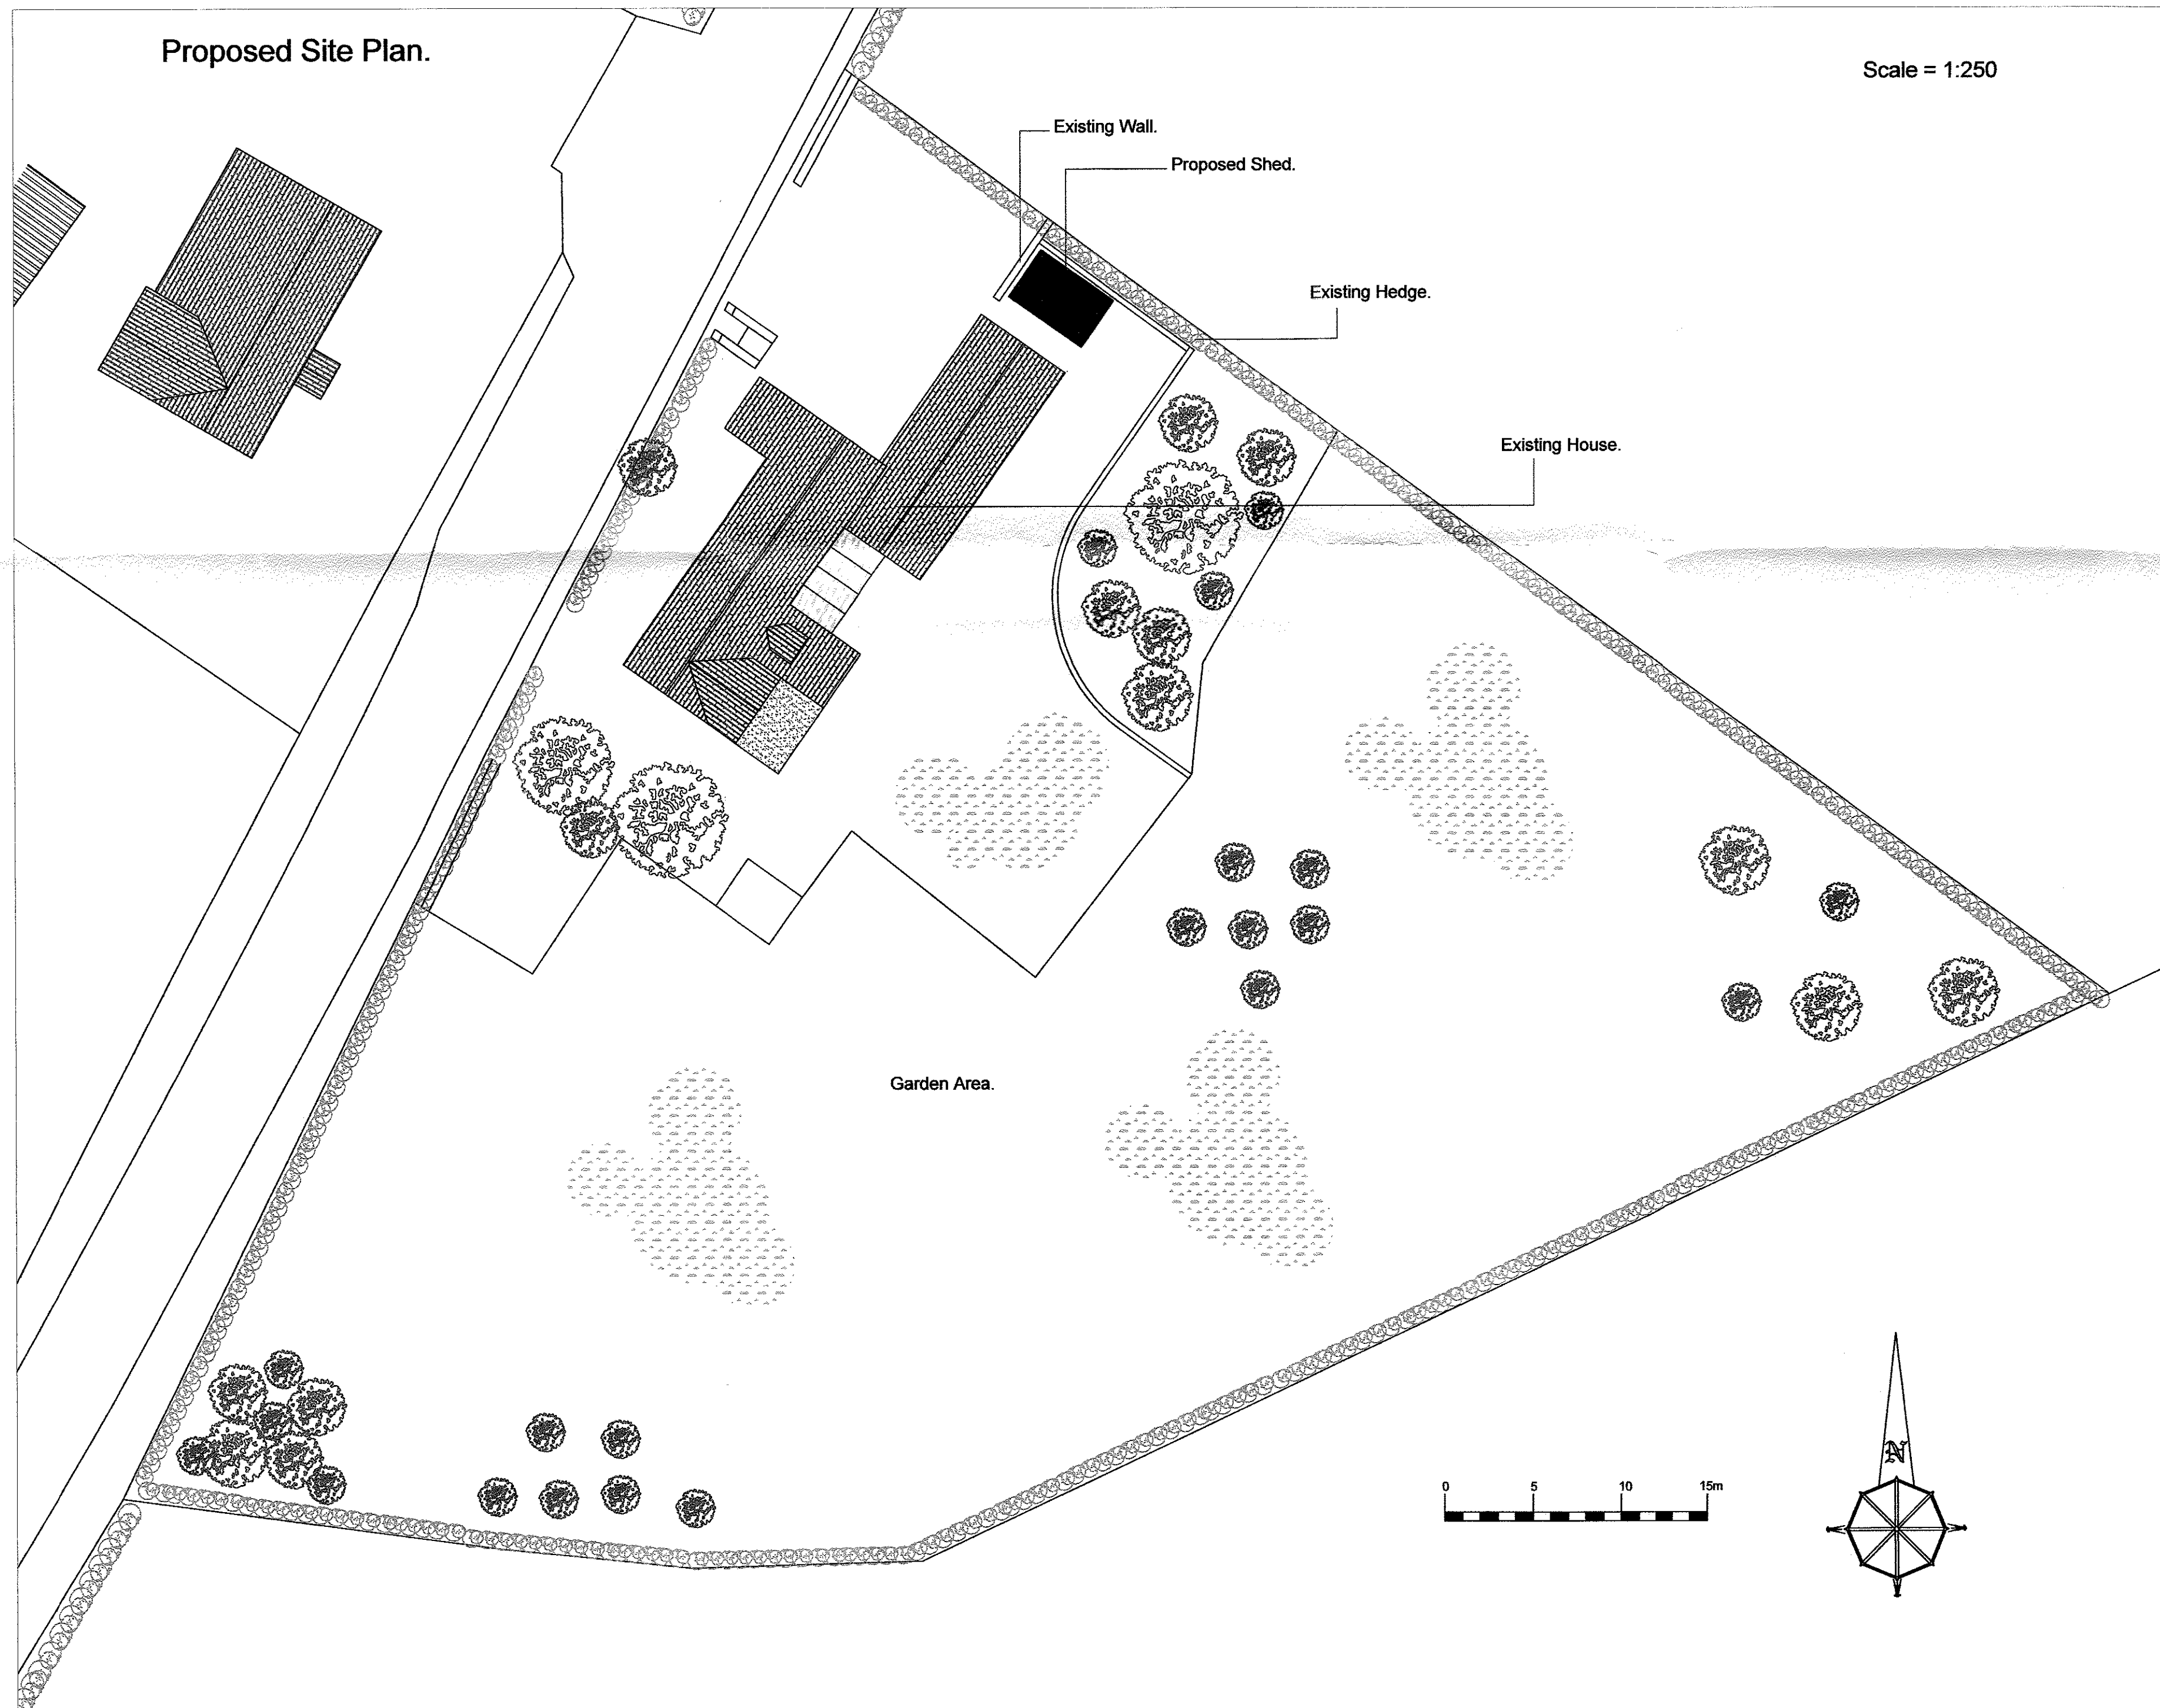 Proposed Site Plan.
Scale = 1:250
Existing Wall.
Proposed Shed.
Existing Hedge.
Existing House.
Garden Area.
0 5 10 15m
N